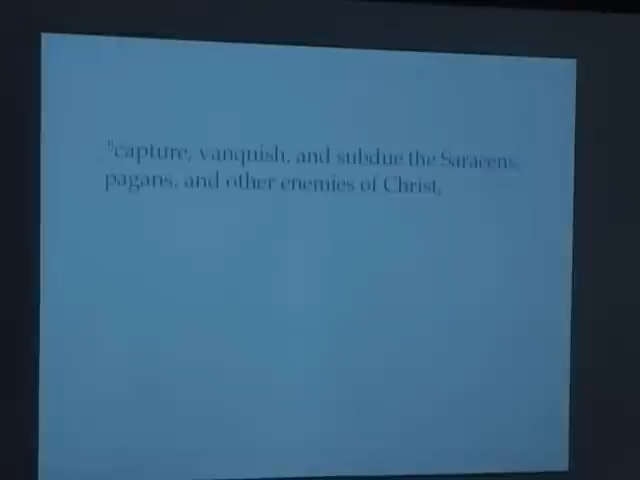 "capture, vanquish, and subdue the Saracens,
pagans, and other enemies of Christ,